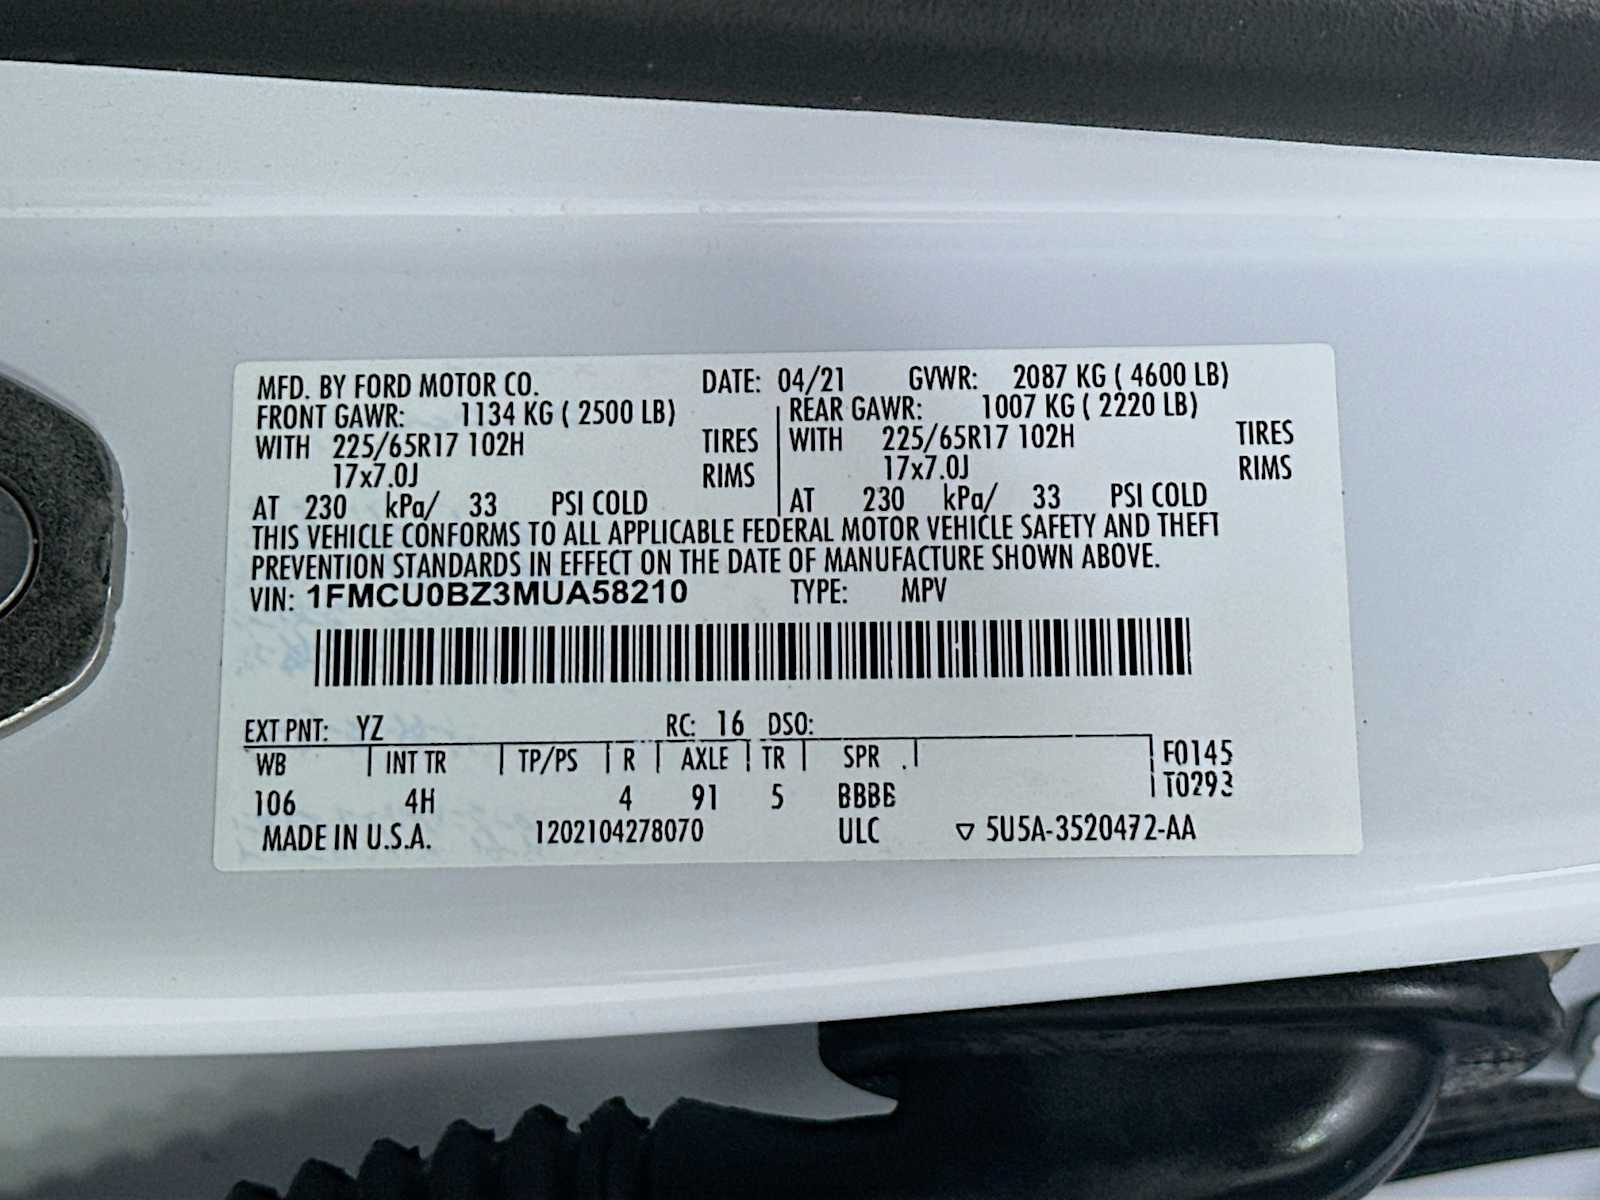 MFD. BY FORD MOTOR CO. DATE: 04/21 GVWR: 2087 KG ( 4600 LB)
FRONT GAWR: 1134 KG ( 2500 LB) REAR GAWR: 1007 KG ( 2220 LB)
WITH 225/65R17 102H TIRES WITH 225/65R17 102H TIRES
17x7.0J RIMS 17x7.0J RIMS
AT 230 kPa/ 33 PSI COLD AT 230 kPa/ 33 PSI COLD
THIS VEHICLE CONFORMS TO ALL APPLICABLE FEDERAL MOTOR VEHICLE SAFETY AND THEFT
PREVENTION STANDARDS IN EFFECT ON THE DATE OF MANUFACTURE SHOWN ABOVE.
VIN: 1FMCU0BZ3MUA58210 TYPE: MPV
EXT PNT: YZ RC: 16 DSO:
WB INT TR TP/PS R AXLE TR SPR F0145
T0293
106 4H 4 91 5 BBBB
MADE IN U.S.A. 1202104278070 ULC ▽ 5U5A-3520472-AA